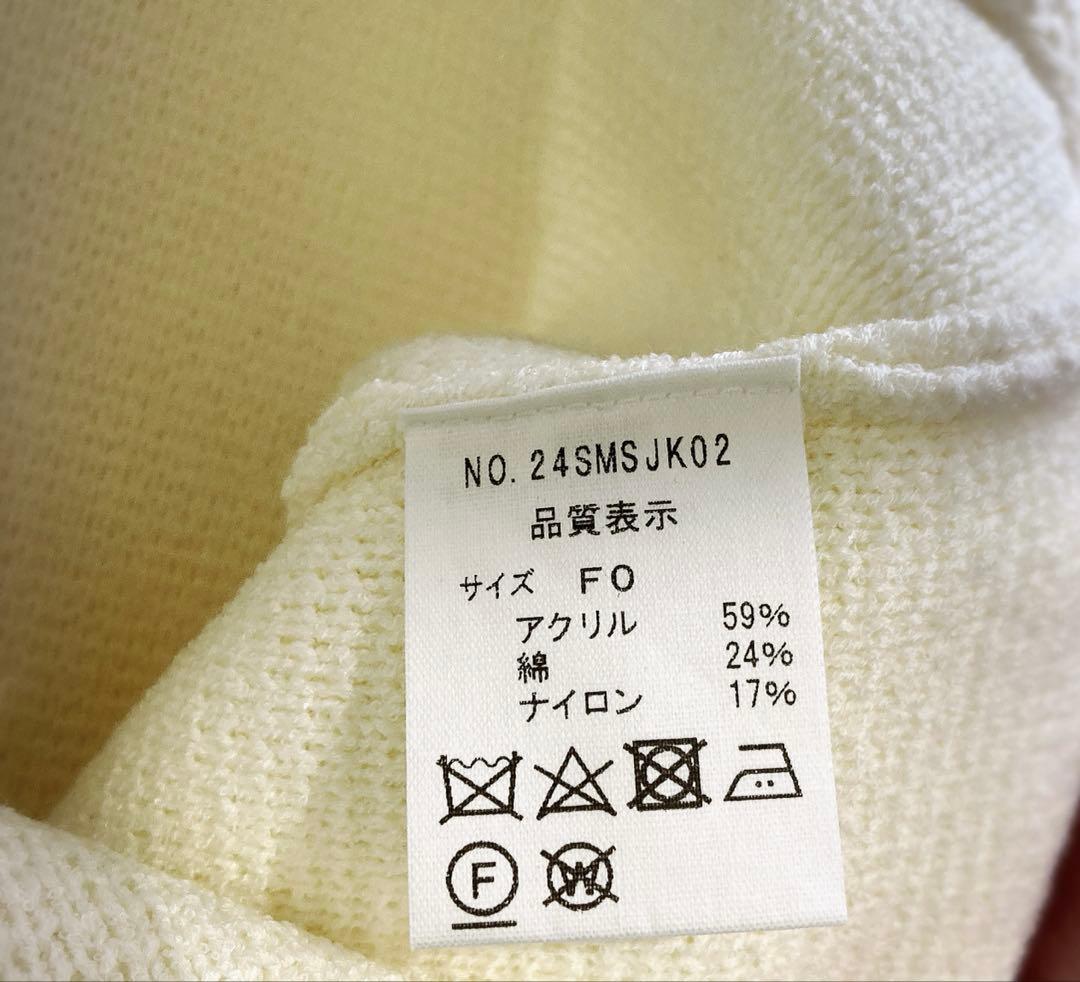 NO. 24SMSJK02
品質表示
サイズ FO
アクリル 59%
綿 24%
ナイロン 17%
F W